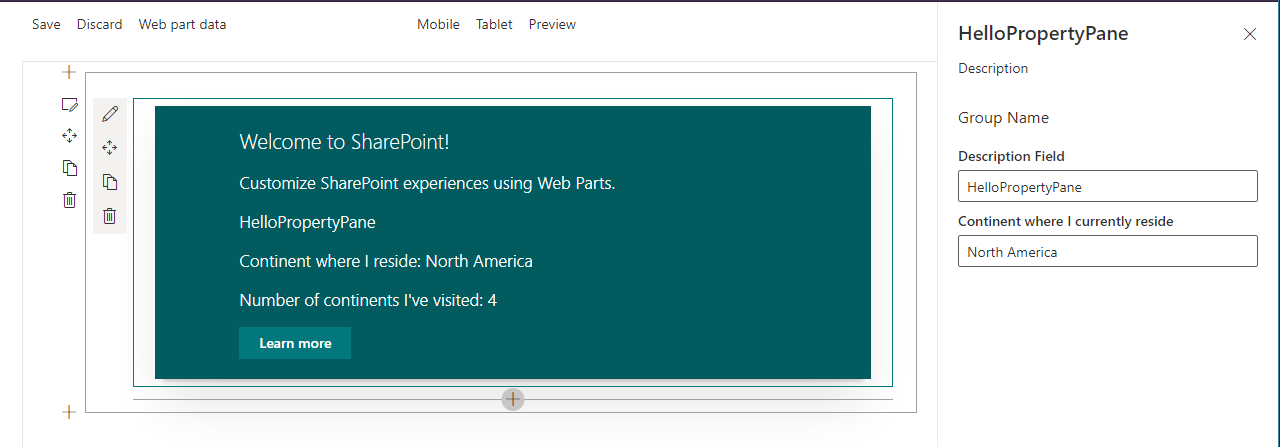 Save Discard Web part data Mobile Tablet Preview
Welcome to SharePoint!
Customize SharePoint experiences using Web Parts.
HelloPropertyPane
Continent where I reside: North America
Number of continents I've visited: 4
Learn more
HelloPropertyPane
Description
Group Name
Description Field
HelloPropertyPane
Continent where I currently reside
North America